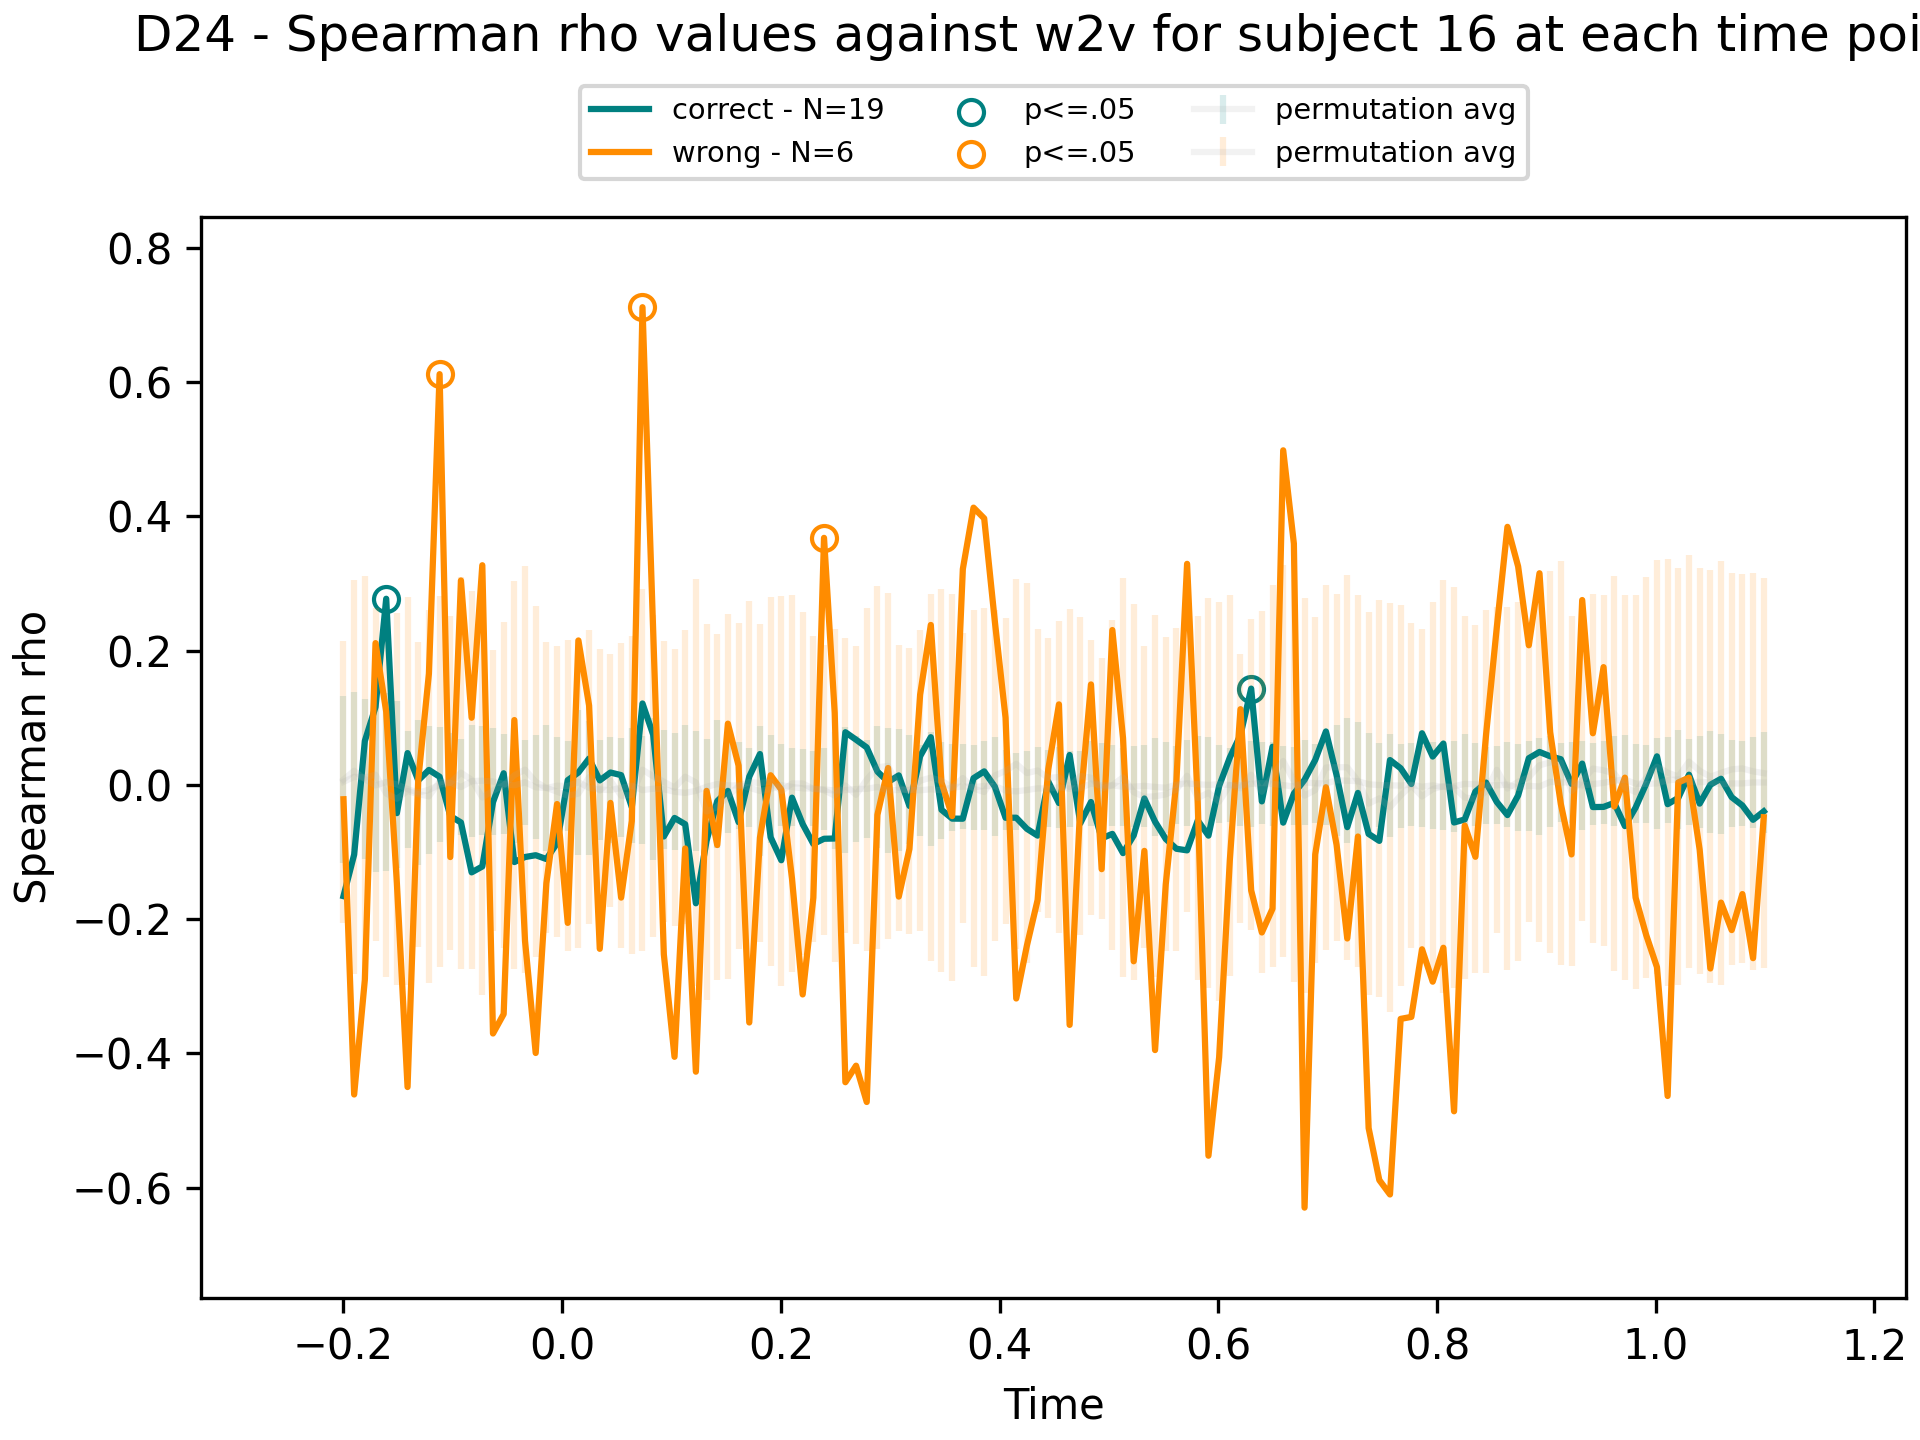 D24 - Spearman rho values against w2v for subject 16 at each time poi
correct - N=19
wrong - N=6
p<=.05
p<=.05
permutation avg
permutation avg
Spearman rho
0.8
0.6
0.4
0.2
0.0
−0.2
−0.4
−0.6
−0.2 0.0 0.2 0.4 0.6 0.8 1.0 1.2
Time